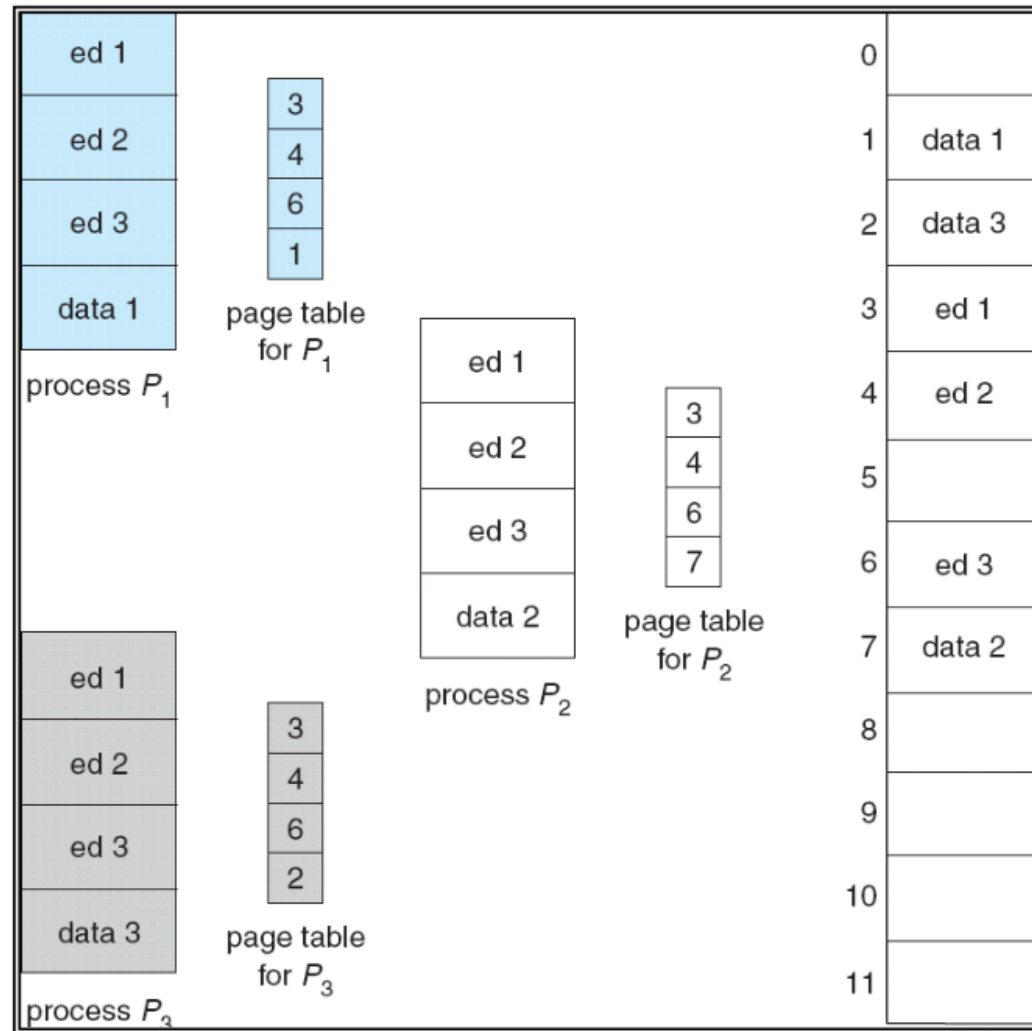 ed 1
ed 2
ed 3
data 1
process P1
3
4
6
1
page table
for P1
ed 1
ed 2
ed 3
data 2
process P2
3
4
6
7
page table
for P2
ed 1
ed 2
ed 3
data 3
process P3
3
4
6
2
page table
for P3
0
1 data 1
2 data 3
3 ed 1
4 ed 2
5
6 ed 3
7 data 2
8
9
10
11